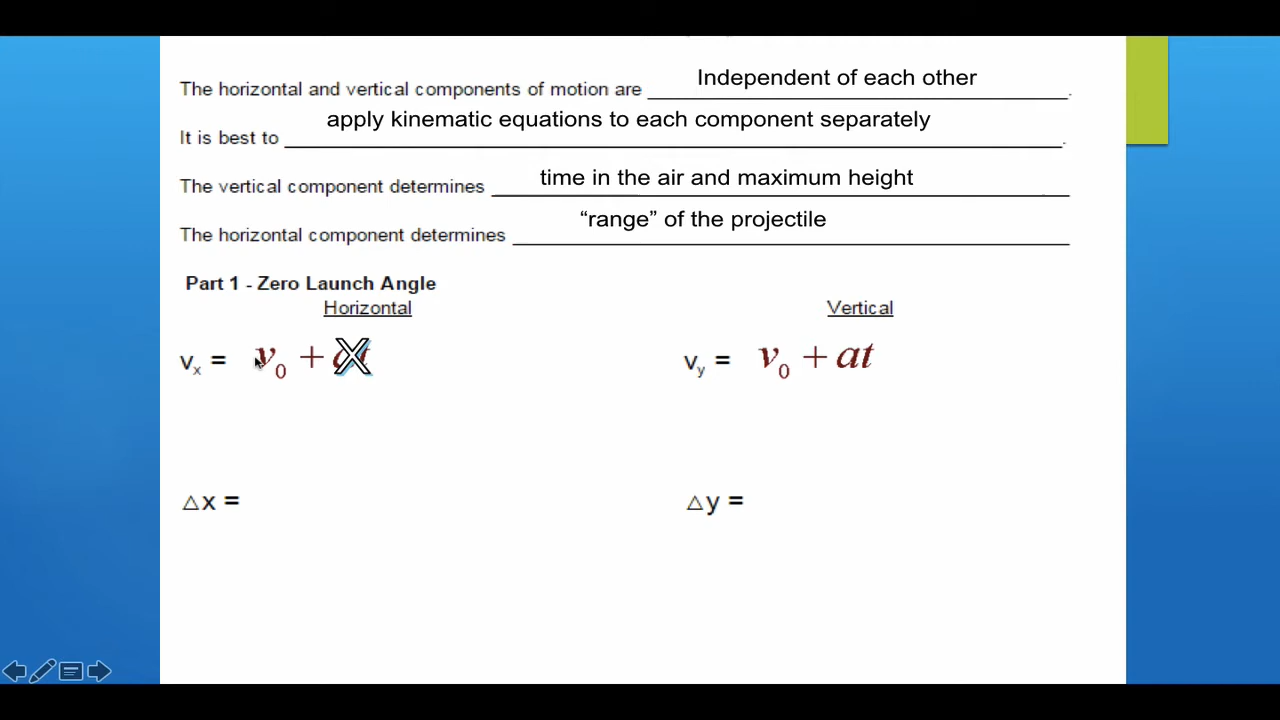 The horizontal and vertical components of motion are Independent of each other.
It is best to apply kinematic equations to each component separately.
The vertical component determines time in the air and maximum height
The horizontal component determines “range” of the projectile
Part 1 - Zero Launch Angle
Horizontal Vertical
vₓ = v₀ + at vᵧ = v₀ + at
△x = △y =